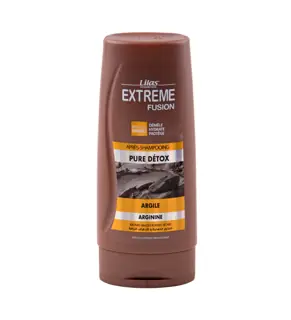 Lilas
EXTREME
FUSION
DÉMÊLE
HYDRATE
PROTÈGE
APRÈS-SHAMPOOING
PURE DÉTOX
ARGILE
ARGININE